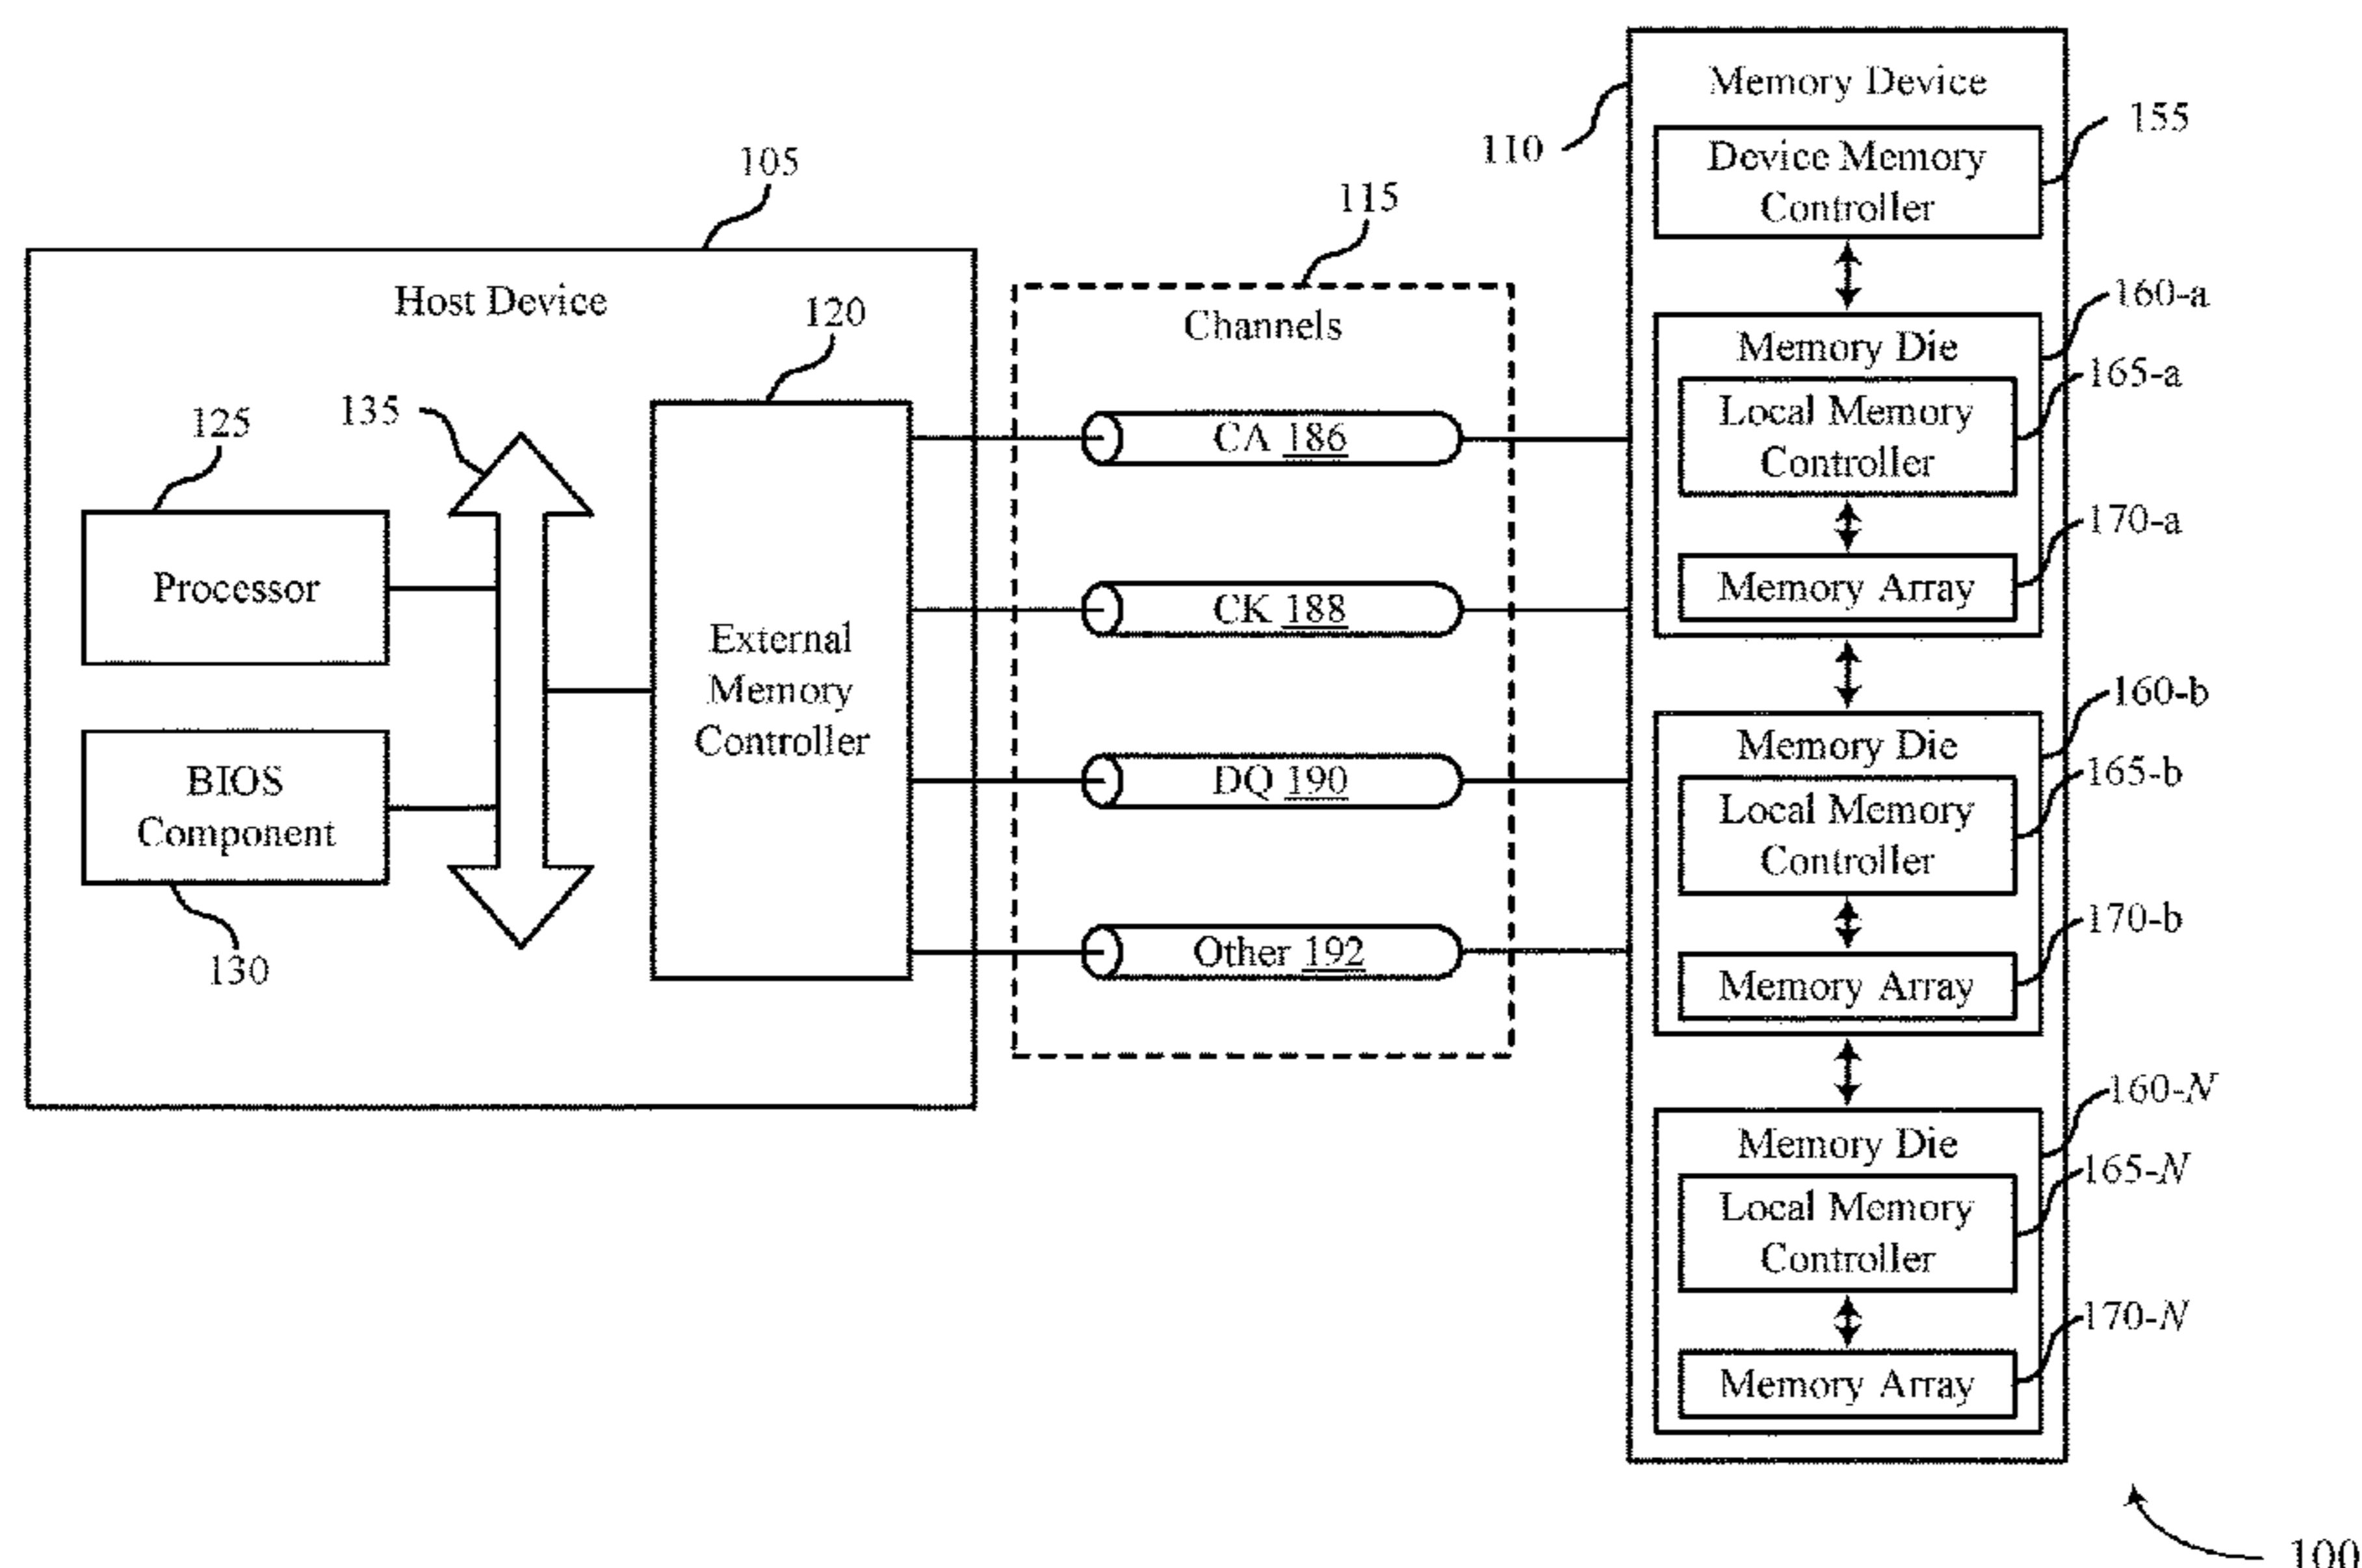 Memory Device
110
155
Device Memory
Controller
105
115
Host Device
120
Channels
160-a
Memory Die
165-a
Local Memory
Controller
125
135
CA 186
170-a
Memory Array
Processor
CK 188
External
Memory
Controller
160-b
Memory Die
165-b
Local Memory
Controller
BIOS
Component
DQ 190
130
Other 192
170-b
Memory Array
160-N
Memory Die
165-N
Local Memory
Controller
170-N
Memory Array
100